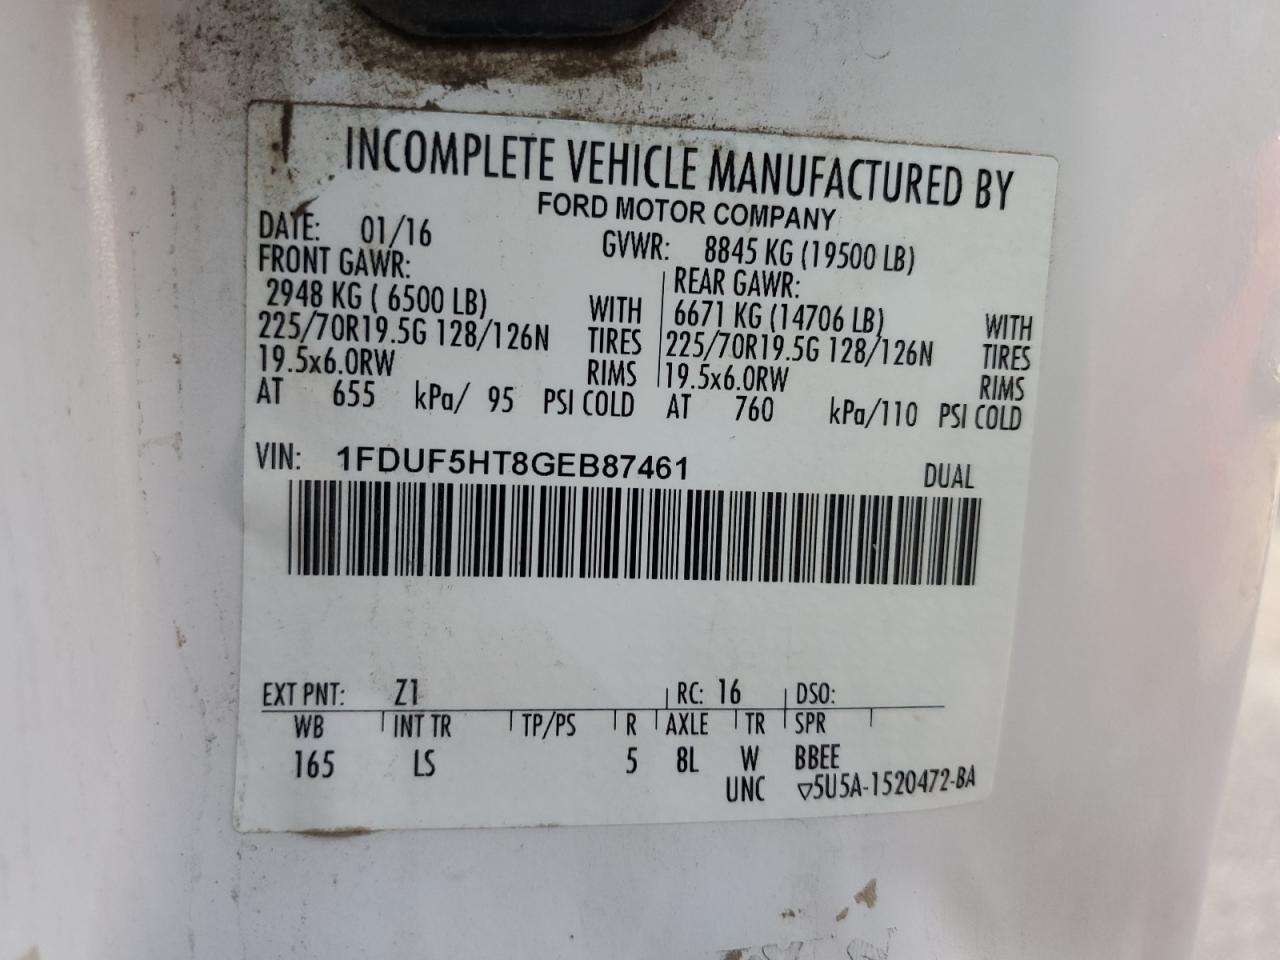 INCOMPLETE VEHICLE MANUFACTURED BY
FORD MOTOR COMPANY
DATE: 01/16 GVWR: 8845 KG (19500 LB)
FRONT GAWR: REAR GAWR:
2948 KG ( 6500 LB) WITH 6671 KG (14706 LB) WITH
225/70R19.5G 128/126N TIRES 225/70R19.5G 128/126N TIRES
19.5x6.0RW RIMS 19.5x6.0RW RIMS
AT 655 kPa/ 95 PSI COLD AT 760 kPa/110 PSI COLD
VIN: 1FDUF5HT8GEB87461 DUAL
EXT PNT: Z1 RC: 16 DSO:
WB INT TR TP/PS R AXLE TR SPR
165 LS 5 8L W BBEE
UNC ▽5U5A-1520472-BA